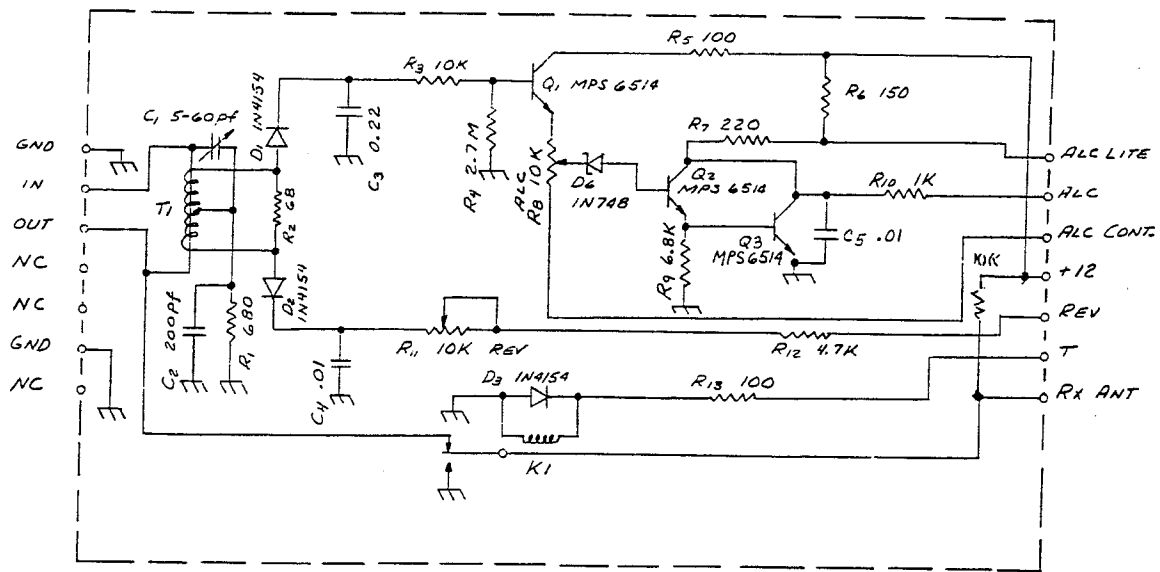 GND
IN
OUT
NC
NC
GND
NC
C1 5-60pf
T1
C2 200Pf
R1 680
D1 1N4154
R2 68
D2 1N4154
C3 0.22
R3 10K
R4 2.7M
Q1 MPS 6514
R5 100
R6 150
R7 220
ALC
R8 10K
D6
1N748
Q2
MPS 6514
R9 6.8K
Q3
MPS6514
C5 .01
R10 1K
10K
C4 .01
R11 10K
REV
R12 4.7K
D3 1N4154
R13 100
K1
ALC LITE
ALC
ALC CONT.
+12
REV
T
RX ANT